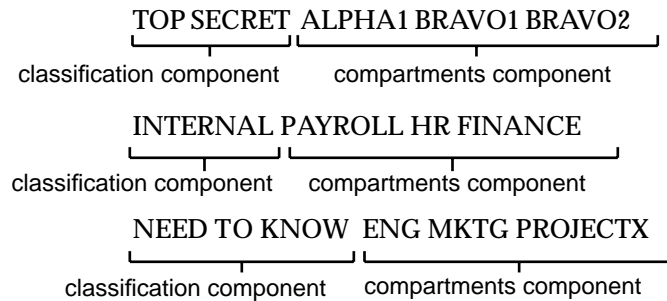 TOP SECRET ALPHA1 BRAVO1 BRAVO2
classification component compartments component
INTERNAL PAYROLL HR FINANCE
classification component compartments component
NEED TO KNOW ENG MKTG PROJECTX
classification component compartments component